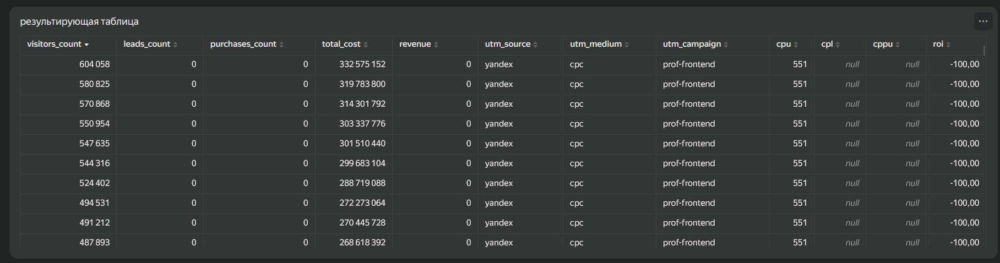 результирующая таблица
visitors_count leads_count purchases_count total_cost revenue utm_source utm_medium utm_campaign cpu cpl cppu roi
604 058 0 0 332 575 152 0 yandex cpc prof-frontend 551 null null -100,00
580 825 0 0 319 783 800 0 yandex cpc prof-frontend 551 null null -100,00
570 868 0 0 314 301 792 0 yandex cpc prof-frontend 551 null null -100,00
550 954 0 0 303 337 776 0 yandex cpc prof-frontend 551 null null -100,00
547 635 0 0 301 510 440 0 yandex cpc prof-frontend 551 null null -100,00
544 316 0 0 299 683 104 0 yandex cpc prof-frontend 551 null null -100,00
524 402 0 0 288 719 088 0 yandex cpc prof-frontend 551 null null -100,00
494 531 0 0 272 273 064 0 yandex cpc prof-frontend 551 null null -100,00
491 212 0 0 270 445 728 0 yandex cpc prof-frontend 551 null null -100,00
487 893 0 0 268 618 392 0 yandex cpc prof-frontend 551 null null -100,00